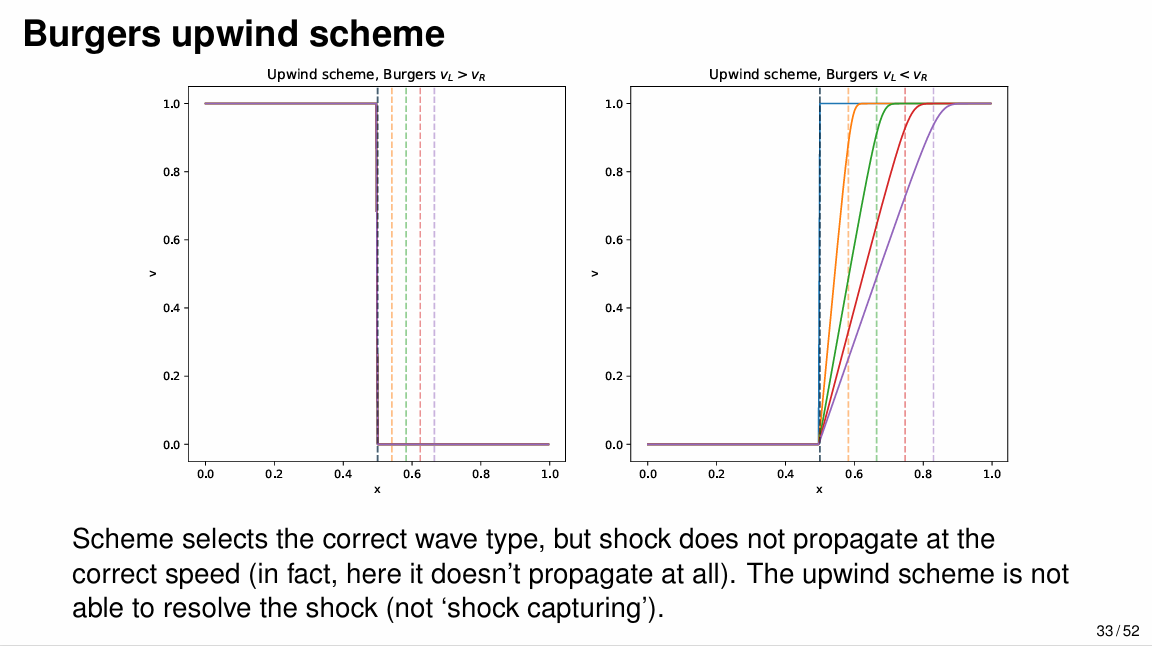 Burgers upwind scheme
Upwind scheme, Burgers v_L > v_R
1.0
0.8
0.6
0.4
0.2
0.0
v
0.0 0.2 0.4 0.6 0.8 1.0
x
Upwind scheme, Burgers v_L < v_R
1.0
0.8
0.6
0.4
0.2
0.0
v
0.0 0.2 0.4 0.6 0.8 1.0
x
Scheme selects the correct wave type, but shock does not propagate at the
correct speed (in fact, here it doesn’t propagate at all). The upwind scheme is not
able to resolve the shock (not ‘shock capturing’).
33 / 52